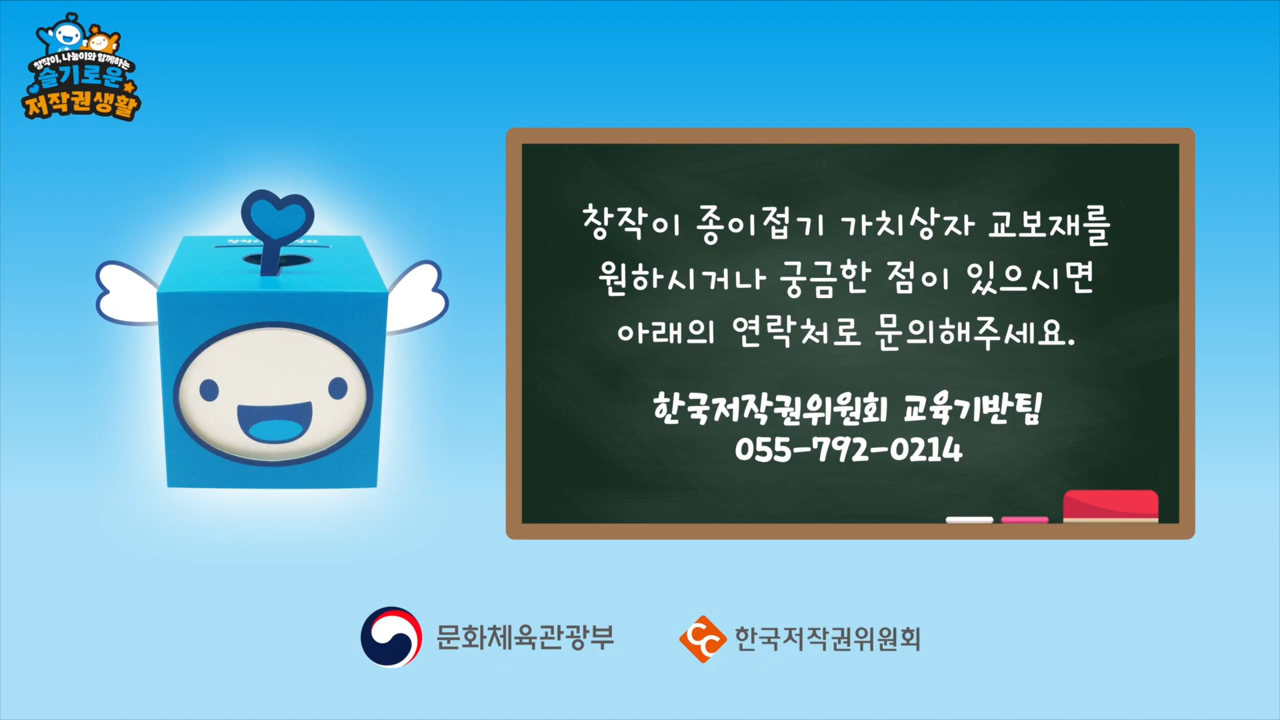 창작이, 나눔이와 함께하는
슬기로운
저작권생활
창작이 종이접기 가치상자 교보재를
원하시거나 궁금한 점이 있으시면
아래의 연락처로 문의해주세요.
한국저작권위원회 교육기반팀
055-792-0214
문화체육관광부
CC 한국저작권위원회